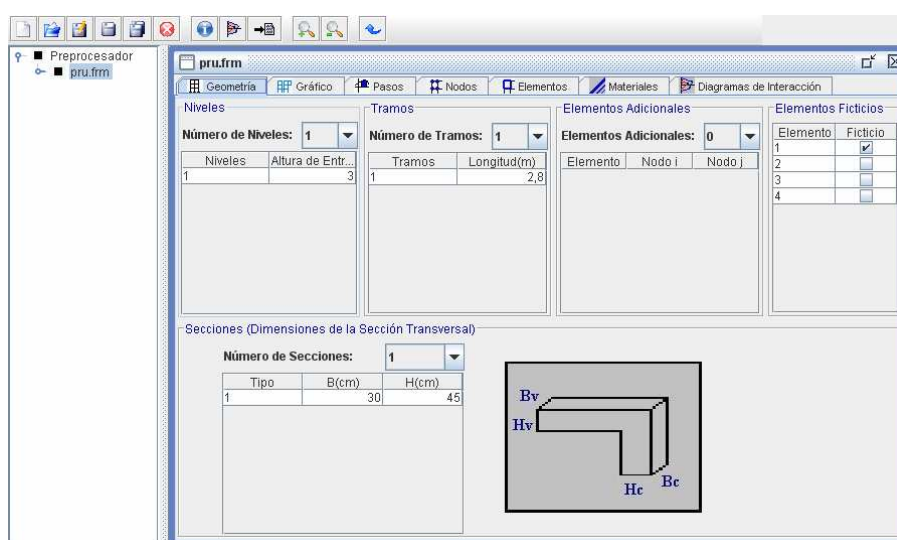 Preprocesador
pru.frm
pru.frm
Geometría Gráfico Pasos Nodos Elementos Materiales Diagramas de Interacción
Niveles
Número de Niveles: 1
Niveles Altura de Entr...
1 3
Tramos
Número de Tramos: 1
Tramos Longitud(m)
1 2,8
Elementos Adicionales
Elementos Adicionales: 0
Elemento Nodo i Nodo j
Elementos Ficticios
Elemento Ficticio
1
2
3
4
Secciones (Dimensiones de la Sección Transversal)
Número de Secciones: 1
Tipo B(cm) H(cm)
1 30 45
Bv
Hv
Hc Bc